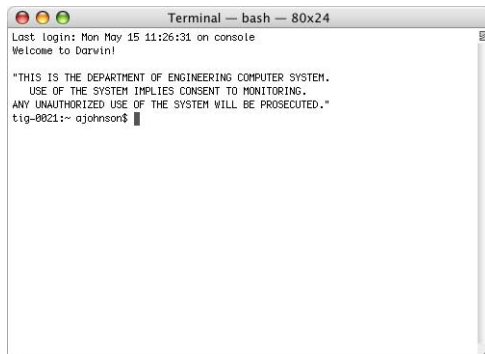 Terminal — bash — 80x24
Last login: Mon May 15 11:26:31 on console
Welcome to Darwin!
"THIS IS THE DEPARTMENT OF ENGINEERING COMPUTER SYSTEM.
USE OF THE SYSTEM IMPLIES CONSENT TO MONITORING.
ANY UNAUTHORIZED USE OF THE SYSTEM WILL BE PROSECUTED."
tig-0021:~ ajohnson$